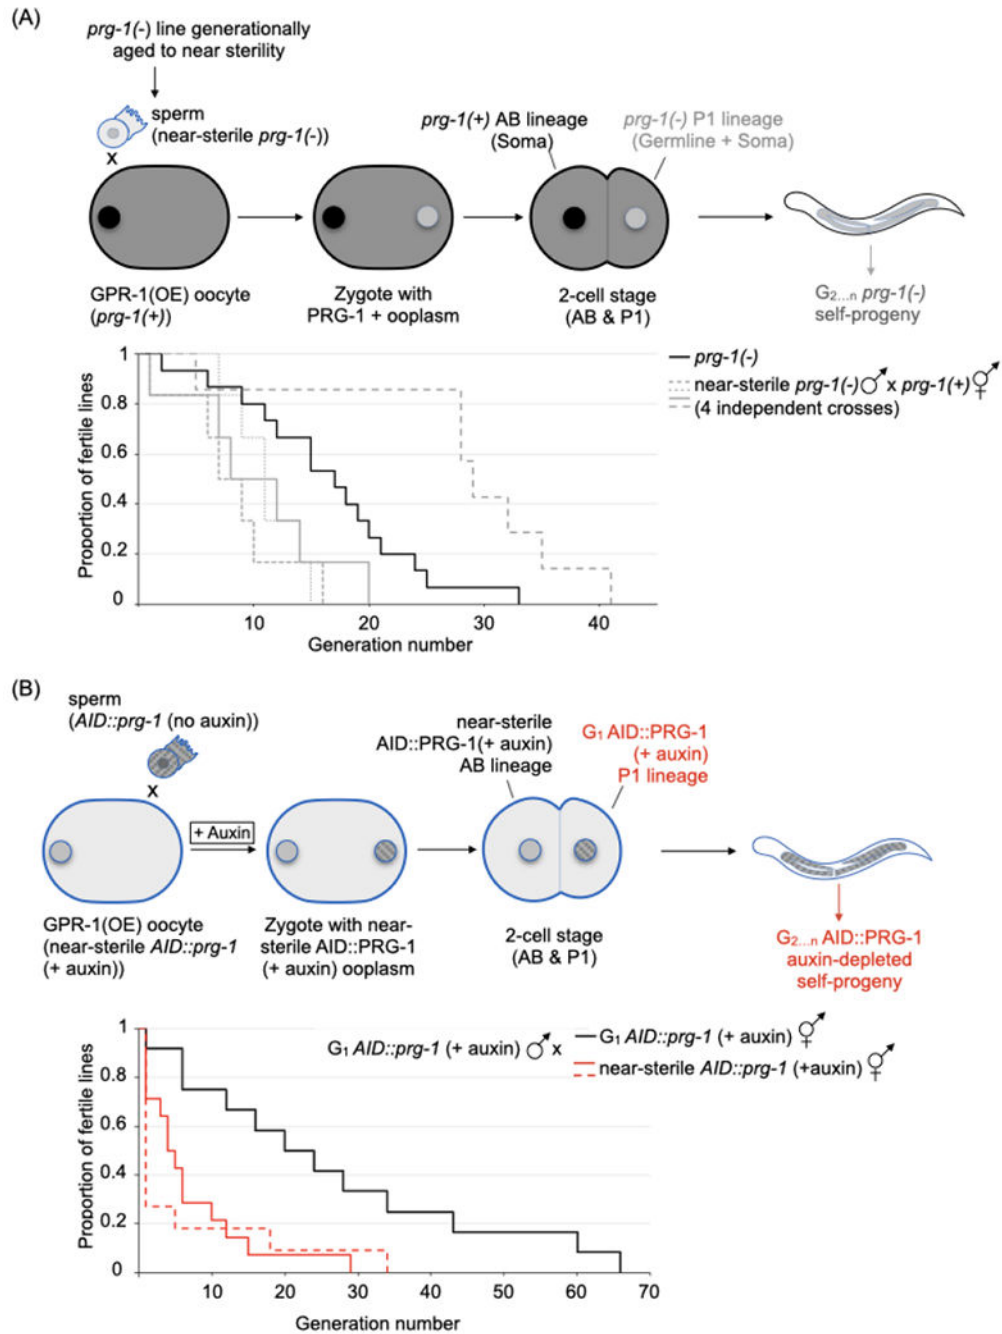 (A)
prg-1(-) line generationally
aged to near sterility
sperm
(near-sterile prg-1(-))
x
prg-1(+) AB lineage
(Soma)
prg-1(-) P1 lineage
(Germline + Soma)
GPR-1(OE) oocyte
(prg-1(+))
Zygote with
PRG-1 + ooplasm
2-cell stage
(AB & P1)
G2...n prg-1(-)
self-progeny
Proportion of fertile lines
1
0.8
0.6
0.4
0.2
0
10
20
30
40
Generation number
prg-1(-)
near-sterile prg-1(-)♂ x prg-1(+)⚥
(4 independent crosses)
(B)
sperm
(AID::prg-1 (no auxin))
x
+ Auxin
near-sterile
AID::PRG-1(+ auxin)
AB lineage
G1 AID::PRG-1
(+ auxin)
P1 lineage
GPR-1(OE) oocyte
(near-sterile AID::prg-1
(+ auxin))
Zygote with near-
sterile AID::PRG-1
(+ auxin) ooplasm
2-cell stage
(AB & P1)
G2...n AID::PRG-1
auxin-depleted
self-progeny
Proportion of fertile lines
1
0.8
0.6
0.4
0.2
0
10
20
30
40
50
60
70
Generation number
G1 AID::prg-1 (+ auxin) ♂ x
G1 AID::prg-1 (+ auxin) ⚥
near-sterile AID::prg-1 (+auxin) ⚥